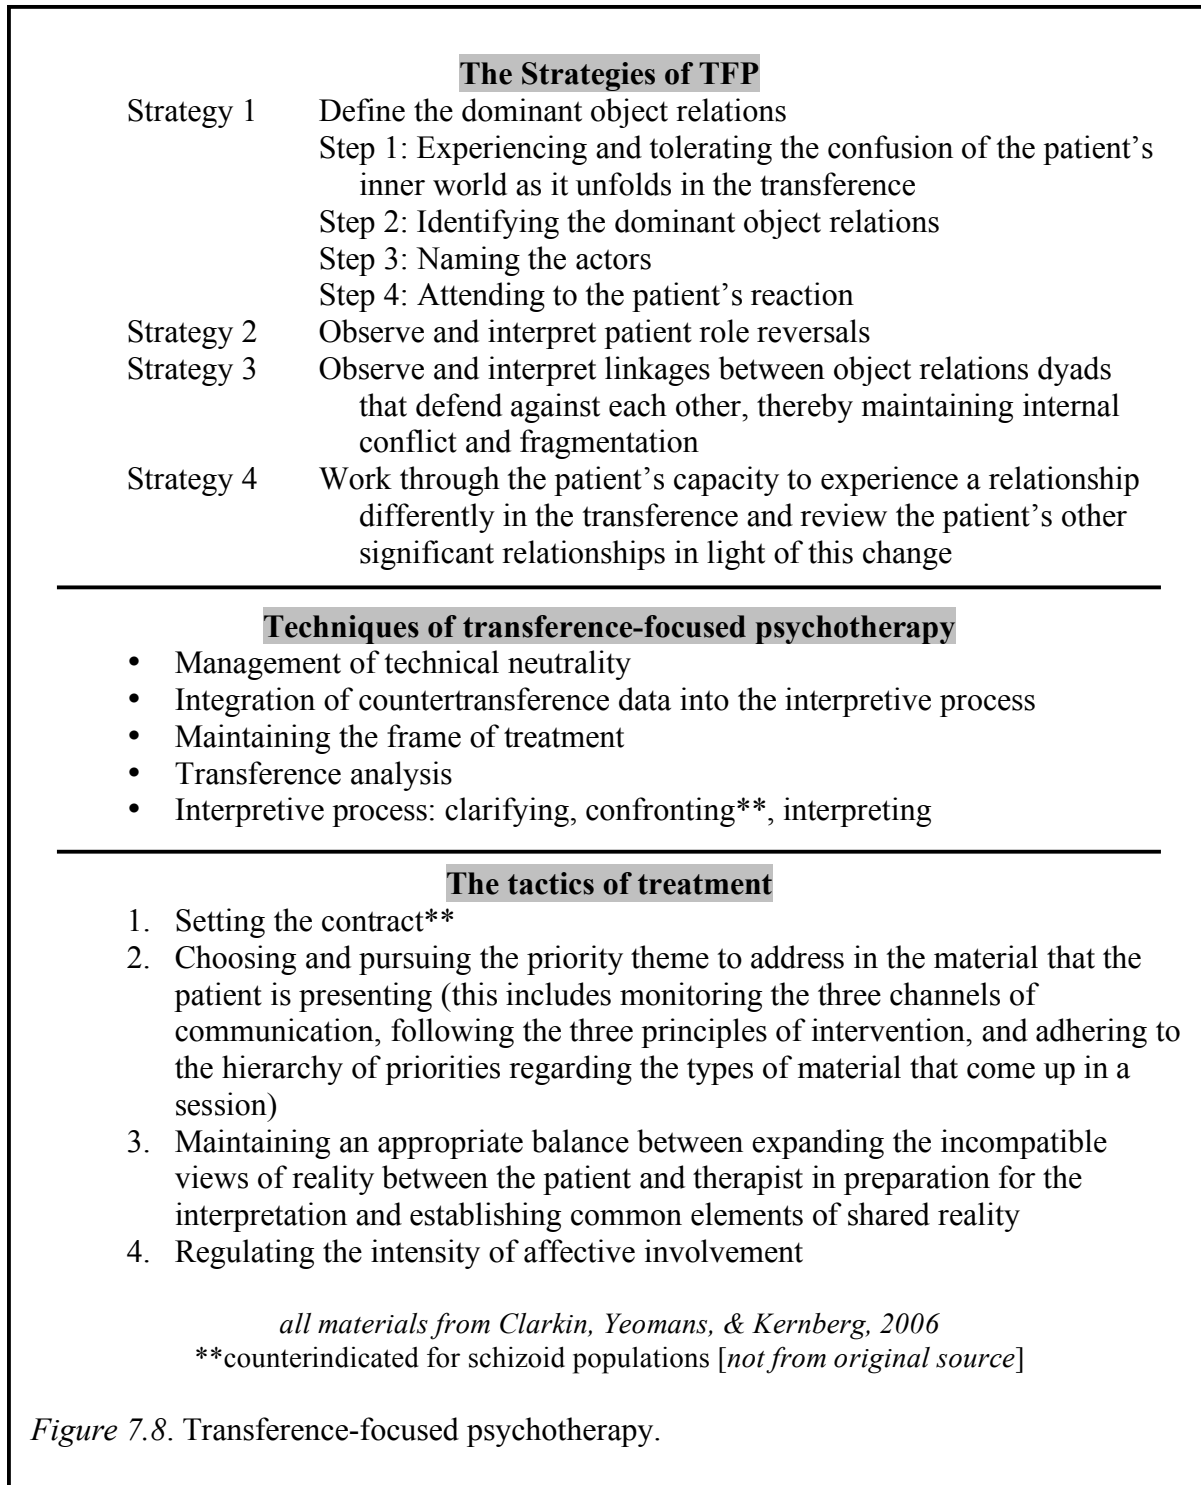 The Strategies of TFP
Strategy 1 Define the dominant object relations
Step 1: Experiencing and tolerating the confusion of the patient’s
inner world as it unfolds in the transference
Step 2: Identifying the dominant object relations
Step 3: Naming the actors
Step 4: Attending to the patient’s reaction
Strategy 2 Observe and interpret patient role reversals
Strategy 3 Observe and interpret linkages between object relations dyads
that defend against each other, thereby maintaining internal
conflict and fragmentation
Strategy 4 Work through the patient’s capacity to experience a relationship
differently in the transference and review the patient’s other
significant relationships in light of this change
Techniques of transference-focused psychotherapy
• Management of technical neutrality
• Integration of countertransference data into the interpretive process
• Maintaining the frame of treatment
• Transference analysis
• Interpretive process: clarifying, confronting**, interpreting
The tactics of treatment
1. Setting the contract**
2. Choosing and pursuing the priority theme to address in the material that the
patient is presenting (this includes monitoring the three channels of
communication, following the three principles of intervention, and adhering to
the hierarchy of priorities regarding the types of material that come up in a
session)
3. Maintaining an appropriate balance between expanding the incompatible
views of reality between the patient and therapist in preparation for the
interpretation and establishing common elements of shared reality
4. Regulating the intensity of affective involvement
all materials from Clarkin, Yeomans, & Kernberg, 2006
**counterindicated for schizoid populations [not from original source]
Figure 7.8. Transference-focused psychotherapy.